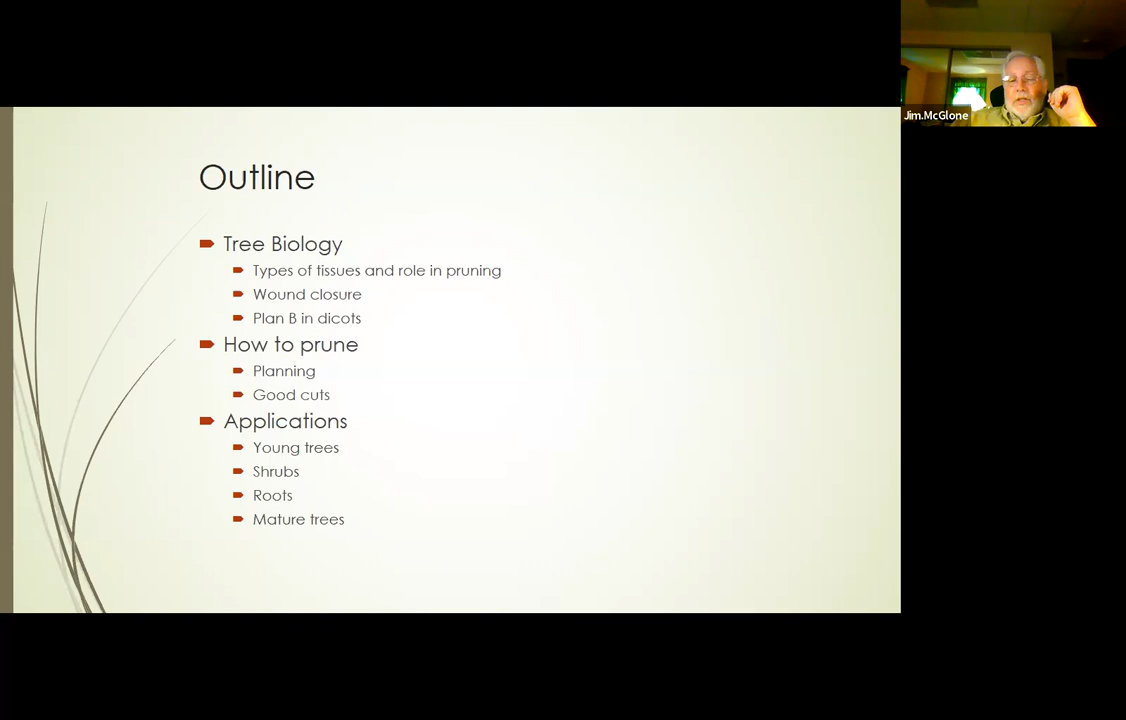 Jim.McGlone
Outline
Tree Biology
Types of tissues and role in pruning
Wound closure
Plan B in dicots
How to prune
Planning
Good cuts
Applications
Young trees
Shrubs
Roots
Mature trees